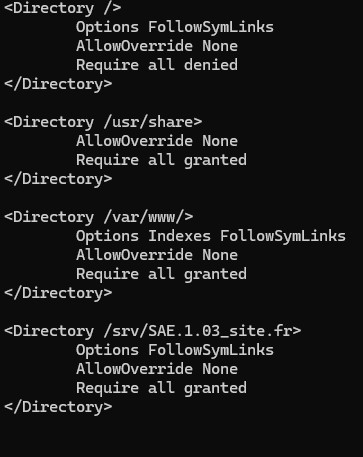 <Directory />
        Options FollowSymLinks
        AllowOverride None
        Require all denied
</Directory>

<Directory /usr/share>
        AllowOverride None
        Require all granted
</Directory>

<Directory /var/www/>
        Options Indexes FollowSymLinks
        AllowOverride None
        Require all granted
</Directory>

<Directory /srv/SAE.1.03_site.fr>
        Options FollowSymLinks
        AllowOverride None
        Require all granted
</Directory>